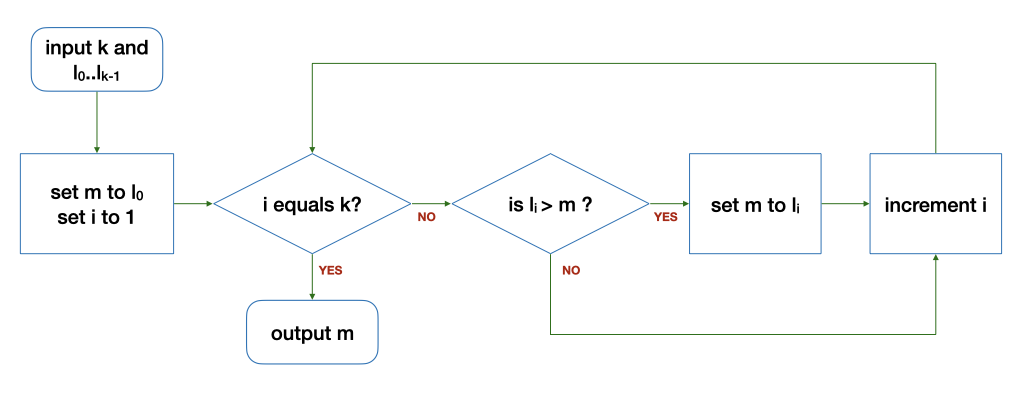 input k and
l₀..lₖ₋₁
set m to l₀
set i to 1
i equals k?
NO
is lᵢ > m ?
YES
set m to lᵢ
increment i
YES
NO
output m